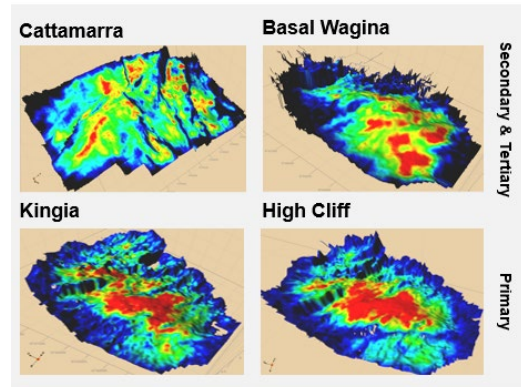 Cattamarra
Basal Wagina
Secondary & Tertiary
Kingia
High Cliff
Primary